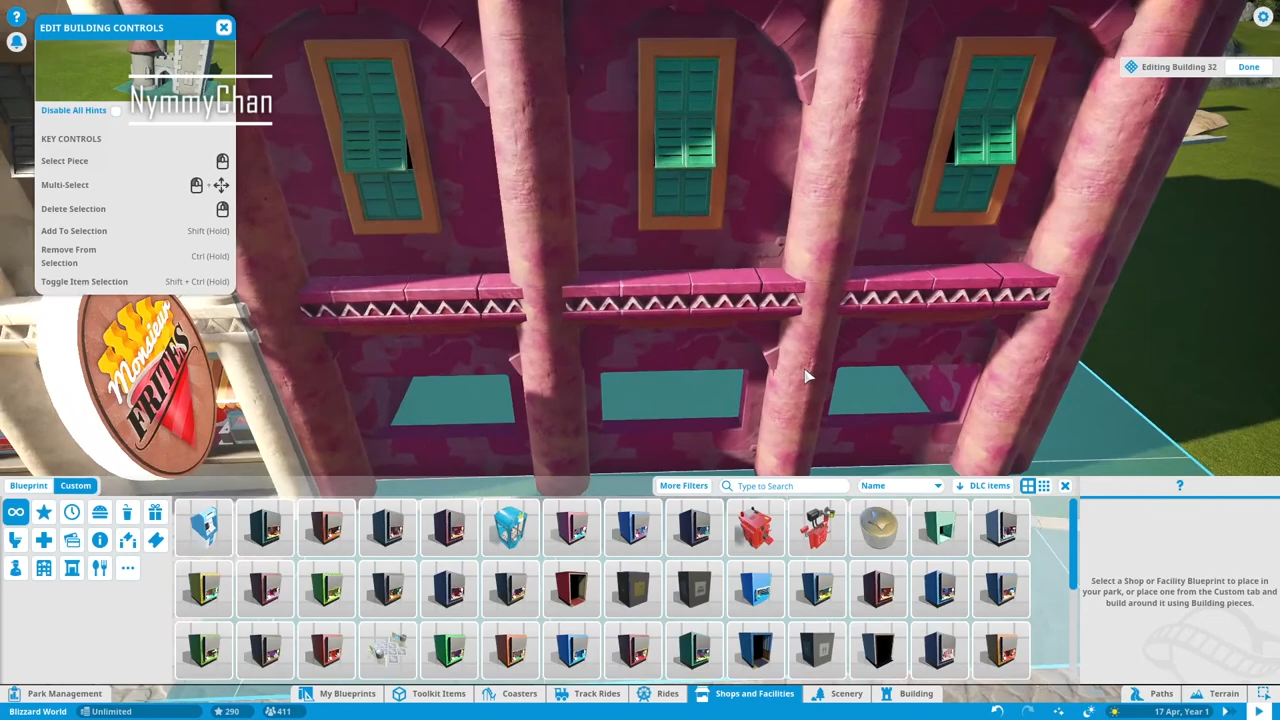 EDIT BUILDING CONTROLS
NymmyChan
Disable All Hints
KEY CONTROLS
Select Piece
Multi-Select
Delete Selection
Add To Selection Shift (Hold)
Remove From Selection Ctrl (Hold)
Toggle Item Selection Shift + Ctrl (Hold)
Editing Building 32 Done
Monsieur
FRITES
Blueprint Custom More Filters Type to Search Name DLC items
Select a Shop or Facility Blueprint to place in
your park, or place one from the Custom tab and
build around it using Building pieces.
Park Management My Blueprints Toolkit Items Coasters Track Rides Rides Shops and Facilities Scenery Building Paths Terrain
Blizzard World Unlimited 290 411 17 Apr, Year 1